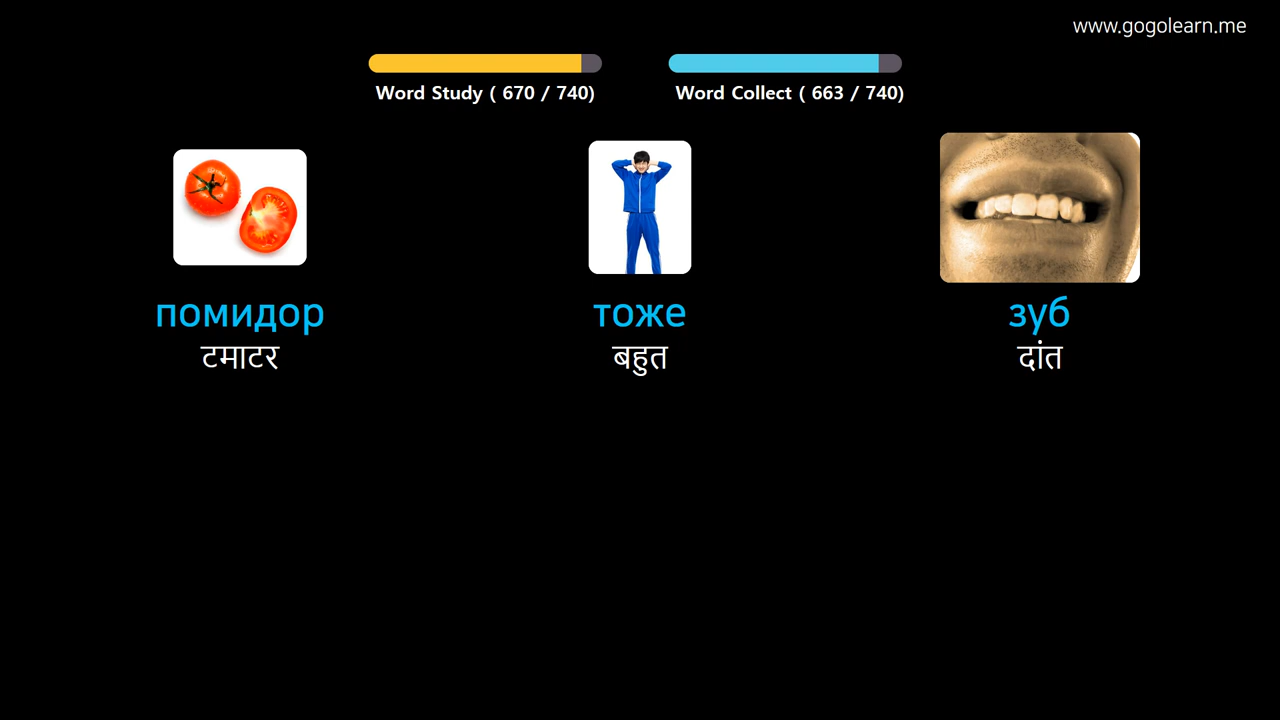 www.gogolearn.me
Word Study ( 670 / 740)
Word Collect ( 663 / 740)
помидор
тоже
зуб
टमाटर
बहुत
दांत